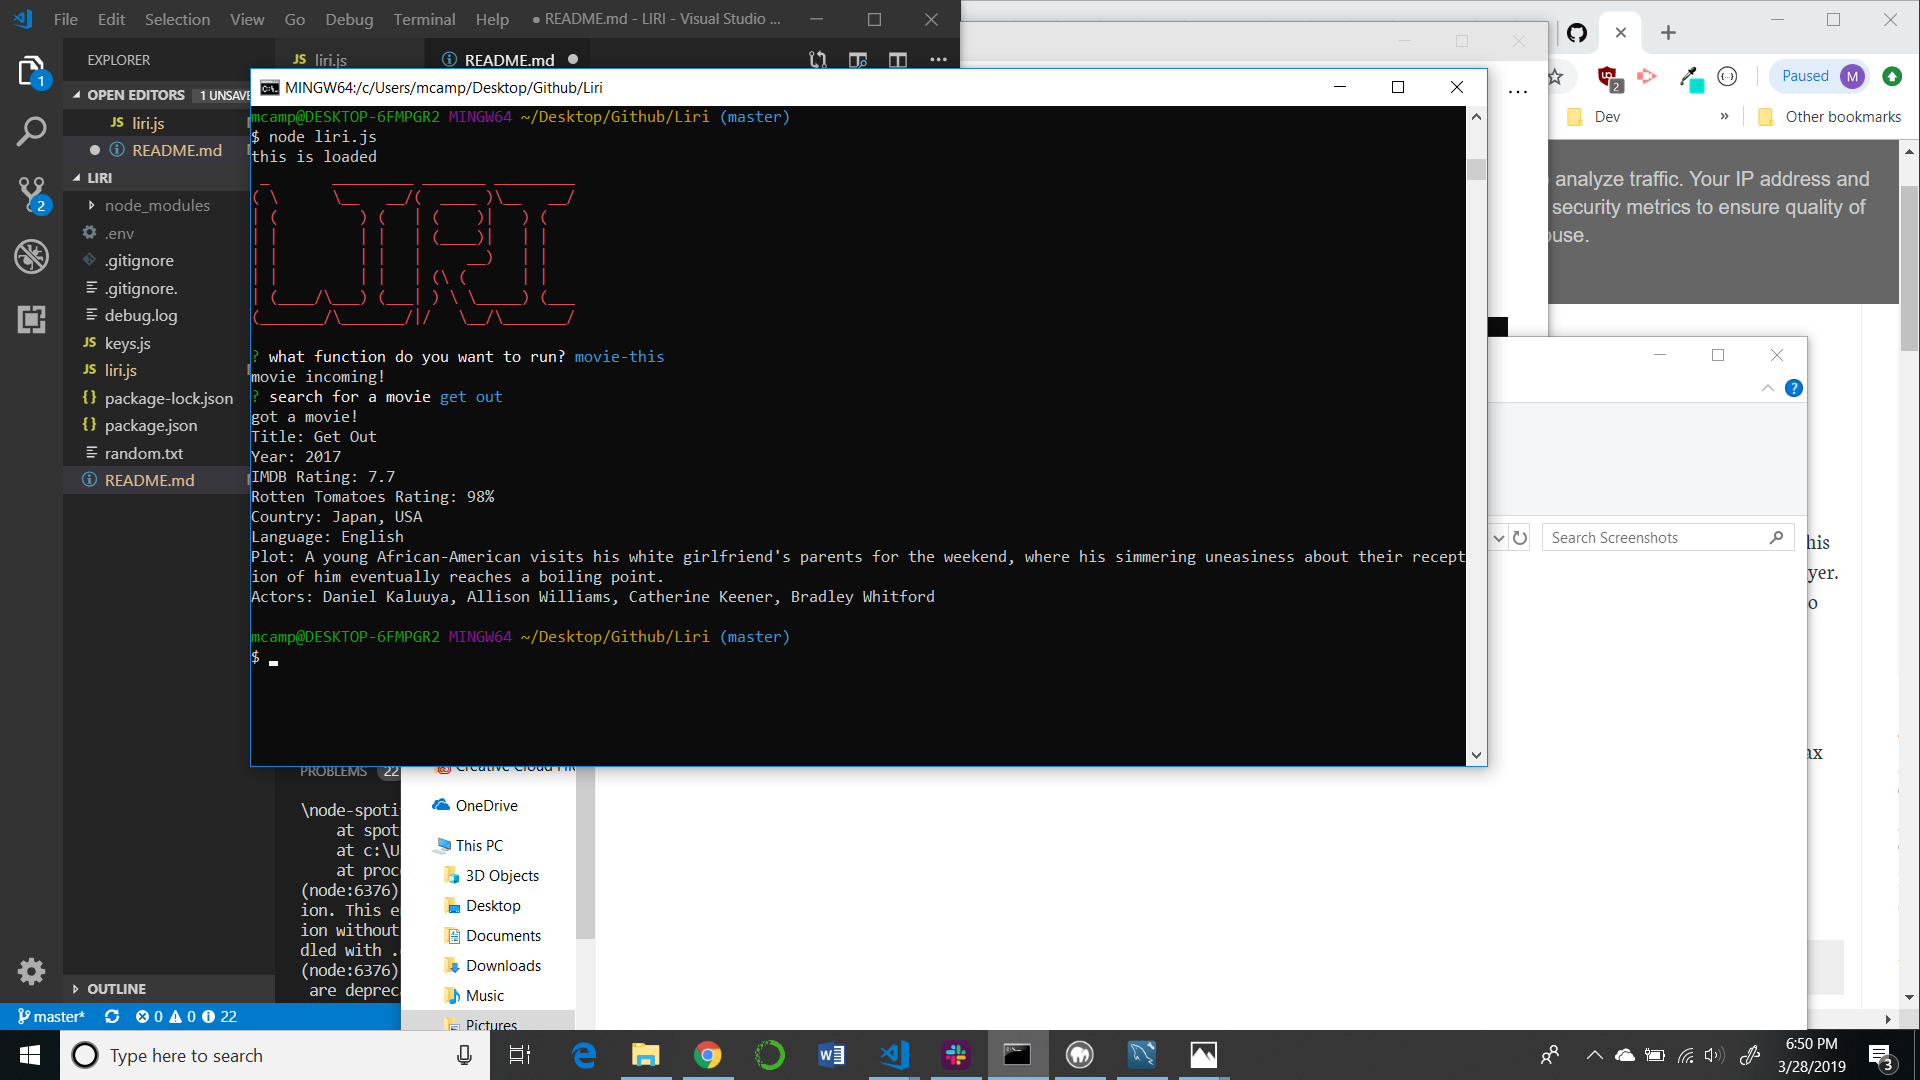 File Edit Selection View Go Debug Terminal Help ● README.md - LIRI - Visual Studio ...
EXPLORER
JS liri.js
README.md
OPEN EDITORS 1 UNSAVE
JS liri.js
README.md
LIRI
node_modules
.env
.gitignore
.gitignore.
debug.log
JS keys.js
JS liri.js
{} package-lock.json
{} package.json
random.txt
README.md
OUTLINE
master* 0 0 22
1
2
MINGW64:/c/Users/mcamp/Desktop/Github/Liri
mcamp@DESKTOP-6FMPGR2 MINGW64 ~/Desktop/Github/Liri (master)
$ node liri.js
this is loaded
LIRI
? what function do you want to run? movie-this
movie incoming!
? search for a movie get out
got a movie!
Title: Get Out
Year: 2017
IMDB Rating: 7.7
Rotten Tomatoes Rating: 98%
Country: Japan, USA
Language: English
Plot: A young African-American visits his white girlfriend's parents for the weekend, where his simmering uneasiness about their recept
ion of him eventually reaches a boiling point.
Actors: Daniel Kaluuya, Allison Williams, Catherine Keener, Bradley Whitford
mcamp@DESKTOP-6FMPGR2 MINGW64 ~/Desktop/Github/Liri (master)
$
PROBLEMS 22
\node-spoti
at spot
at c:\U
at proc
(node:6376)
ion. This e
ion without
dled with .
(node:6376)
are depreca
OneDrive
This PC
3D Objects
Desktop
Documents
Downloads
Music
Pictures
Paused M
2
Dev » Other bookmarks
analyze traffic. Your IP address and
security metrics to ensure quality of
ouse.
Search Screenshots
his
yer.
o
ax
Type here to search
6:50 PM
3/28/2019
3